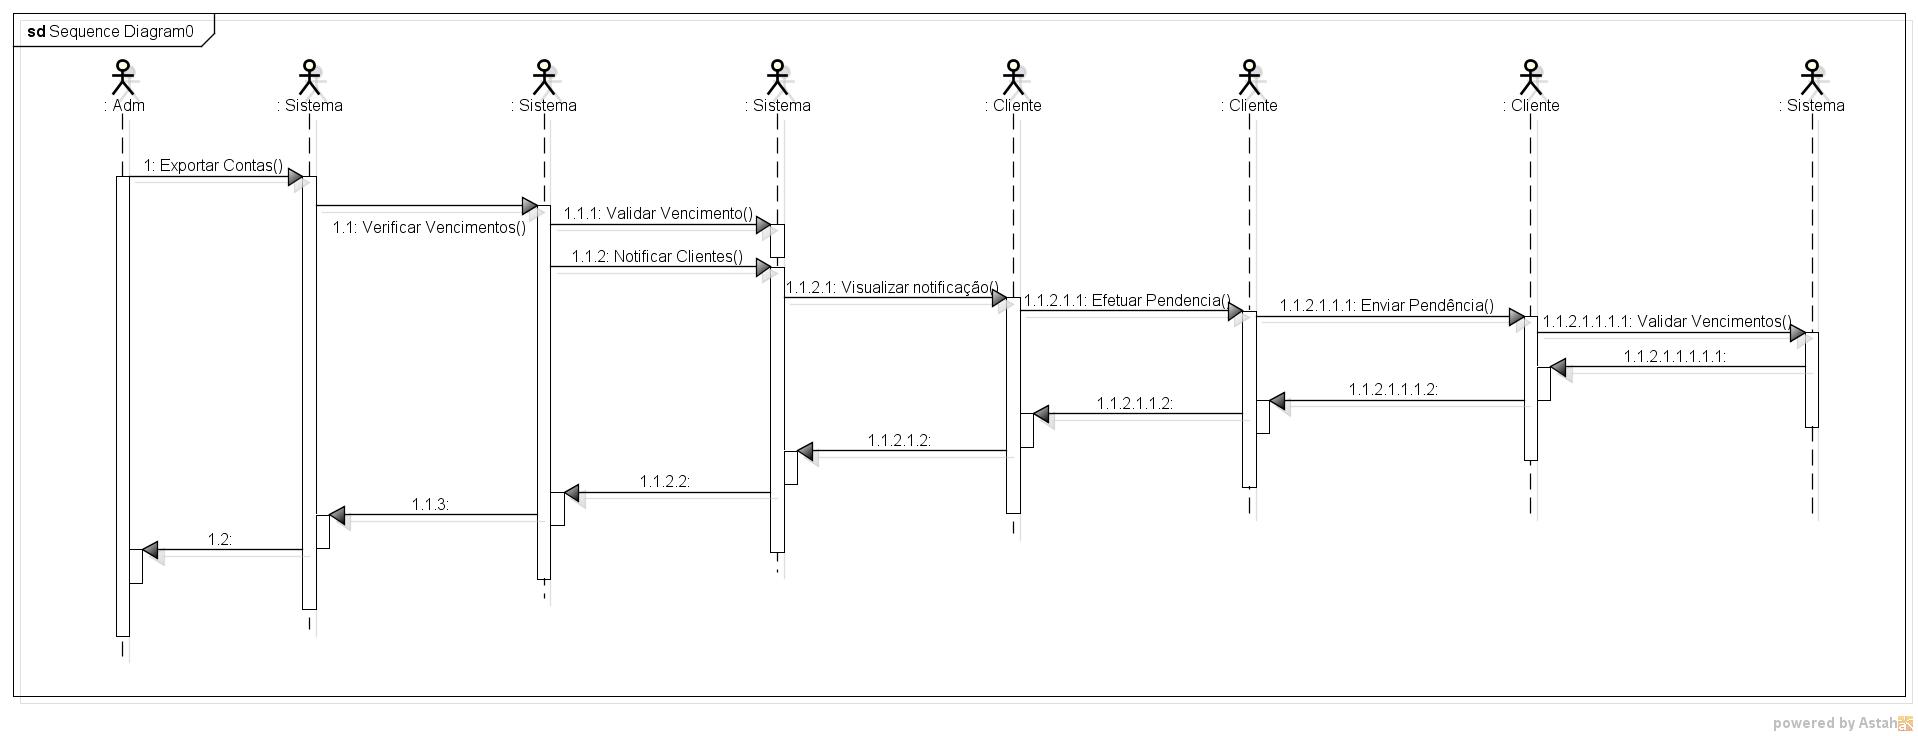 sd Sequence Diagram0
: Adm
: Sistema
: Sistema
: Sistema
: Cliente
: Cliente
: Cliente
: Sistema
1: Exportar Contas()
1.1: Verificar Vencimentos()
1.1.1: Validar Vencimento()
1.1.2: Notificar Clientes()
1.1.2.1: Visualizar notificação()
1.1.2.1.1: Efetuar Pendencia()
1.1.2.1.1.1: Enviar Pendência()
1.1.2.1.1.1.1: Validar Vencimentos()
1.1.2.1.1.1.1.1:
1.1.2.1.1.1.2:
1.1.2.1.1.2:
1.1.2.1.2:
1.1.2.2:
1.1.3:
1.2:
powered by Astah